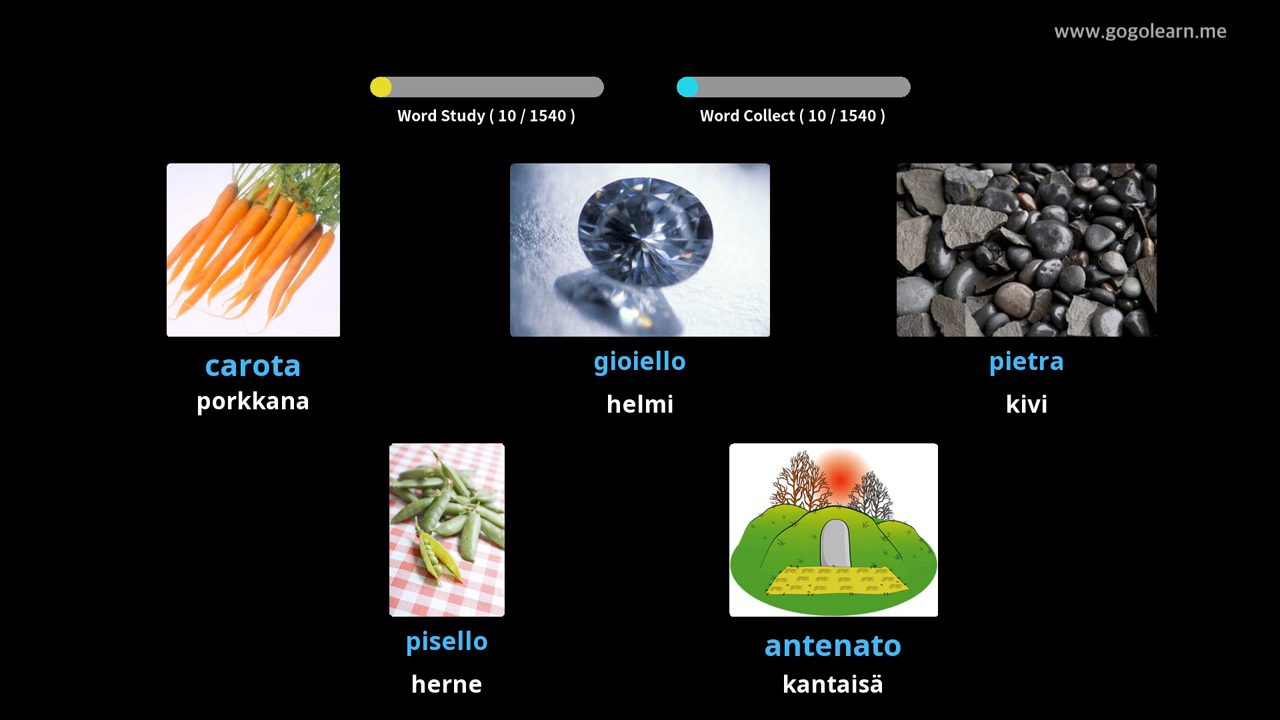 www.gogolearn.me
Word Study ( 10 / 1540 )
Word Collect ( 10 / 1540 )
carota
porkkana
gioiello
helmi
pietra
kivi
pisello
herne
antenato
kantaisä